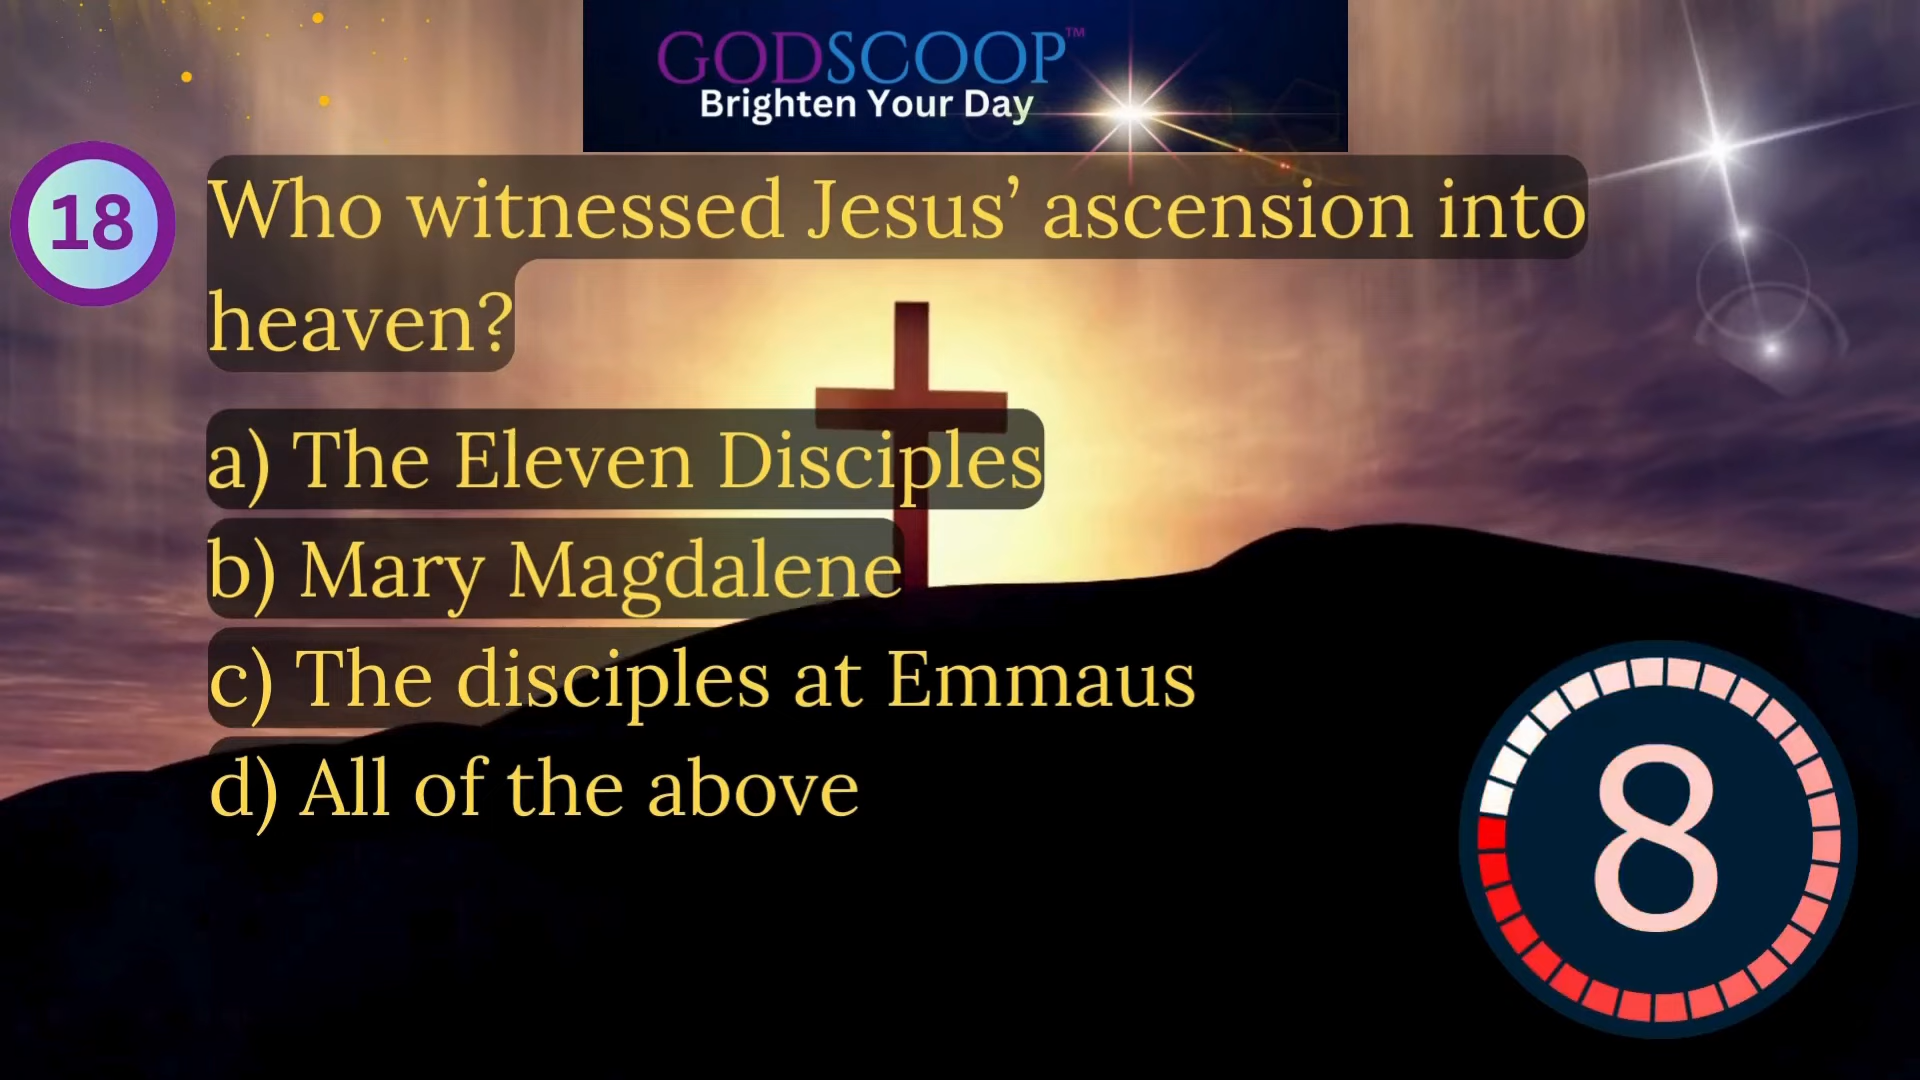 GODSCOOP™
Brighten Your Day
18
Who witnessed Jesus’ ascension into
heaven?
a) The Eleven Disciples
b) Mary Magdalene
c) The disciples at Emmaus
d) All of the above
8